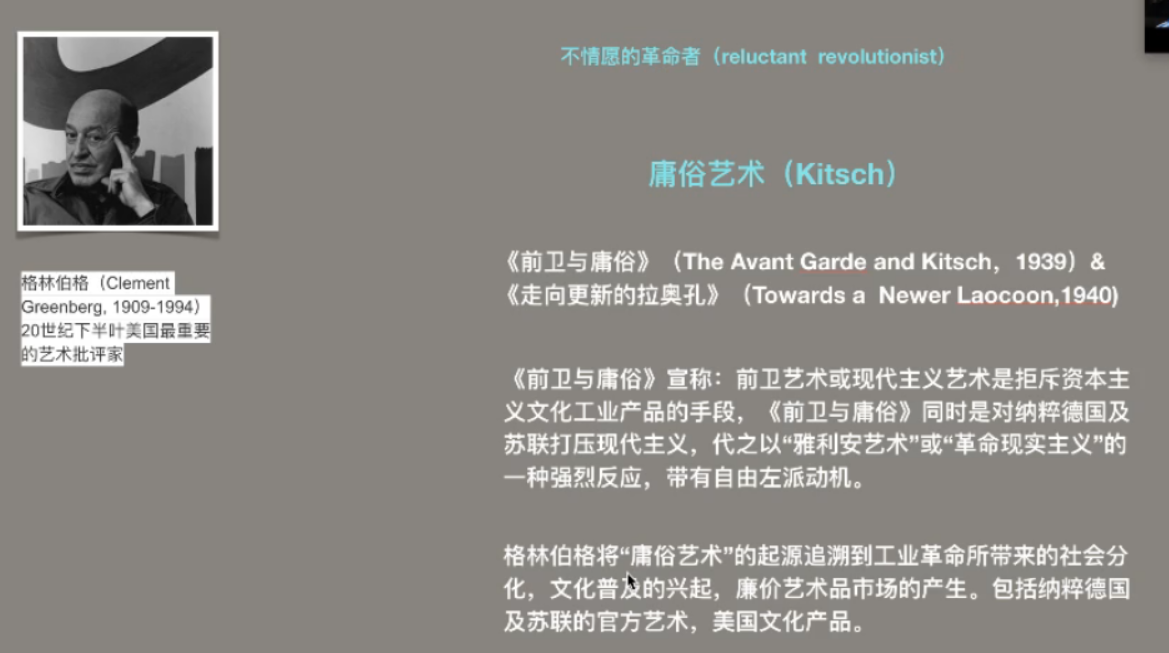 不情愿的革命者（reluctant revolutionist）
庸俗艺术（Kitsch）
格林伯格（Clement
Greenberg, 1909-1994）
20世纪下半叶美国最重要
的艺术批评家
《前卫与庸俗》（The Avant Garde and Kitsch，1939）&
《走向更新的拉奥孔》（Towards a Newer Laocoon,1940)
《前卫与庸俗》宣称：前卫艺术或现代主义艺术是拒斥资本主
义文化工业产品的手段，《前卫与庸俗》同时是对纳粹德国及
苏联打压现代主义，代之以“雅利安艺术”或“革命现实主义”的
一种强烈反应，带有自由左派动机。
格林伯格将“庸俗艺术”的起源追溯到工业革命所带来的社会分
化，文化普及的兴起，廉价艺术品市场的产生。包括纳粹德国
及苏联的官方艺术，美国文化产品。